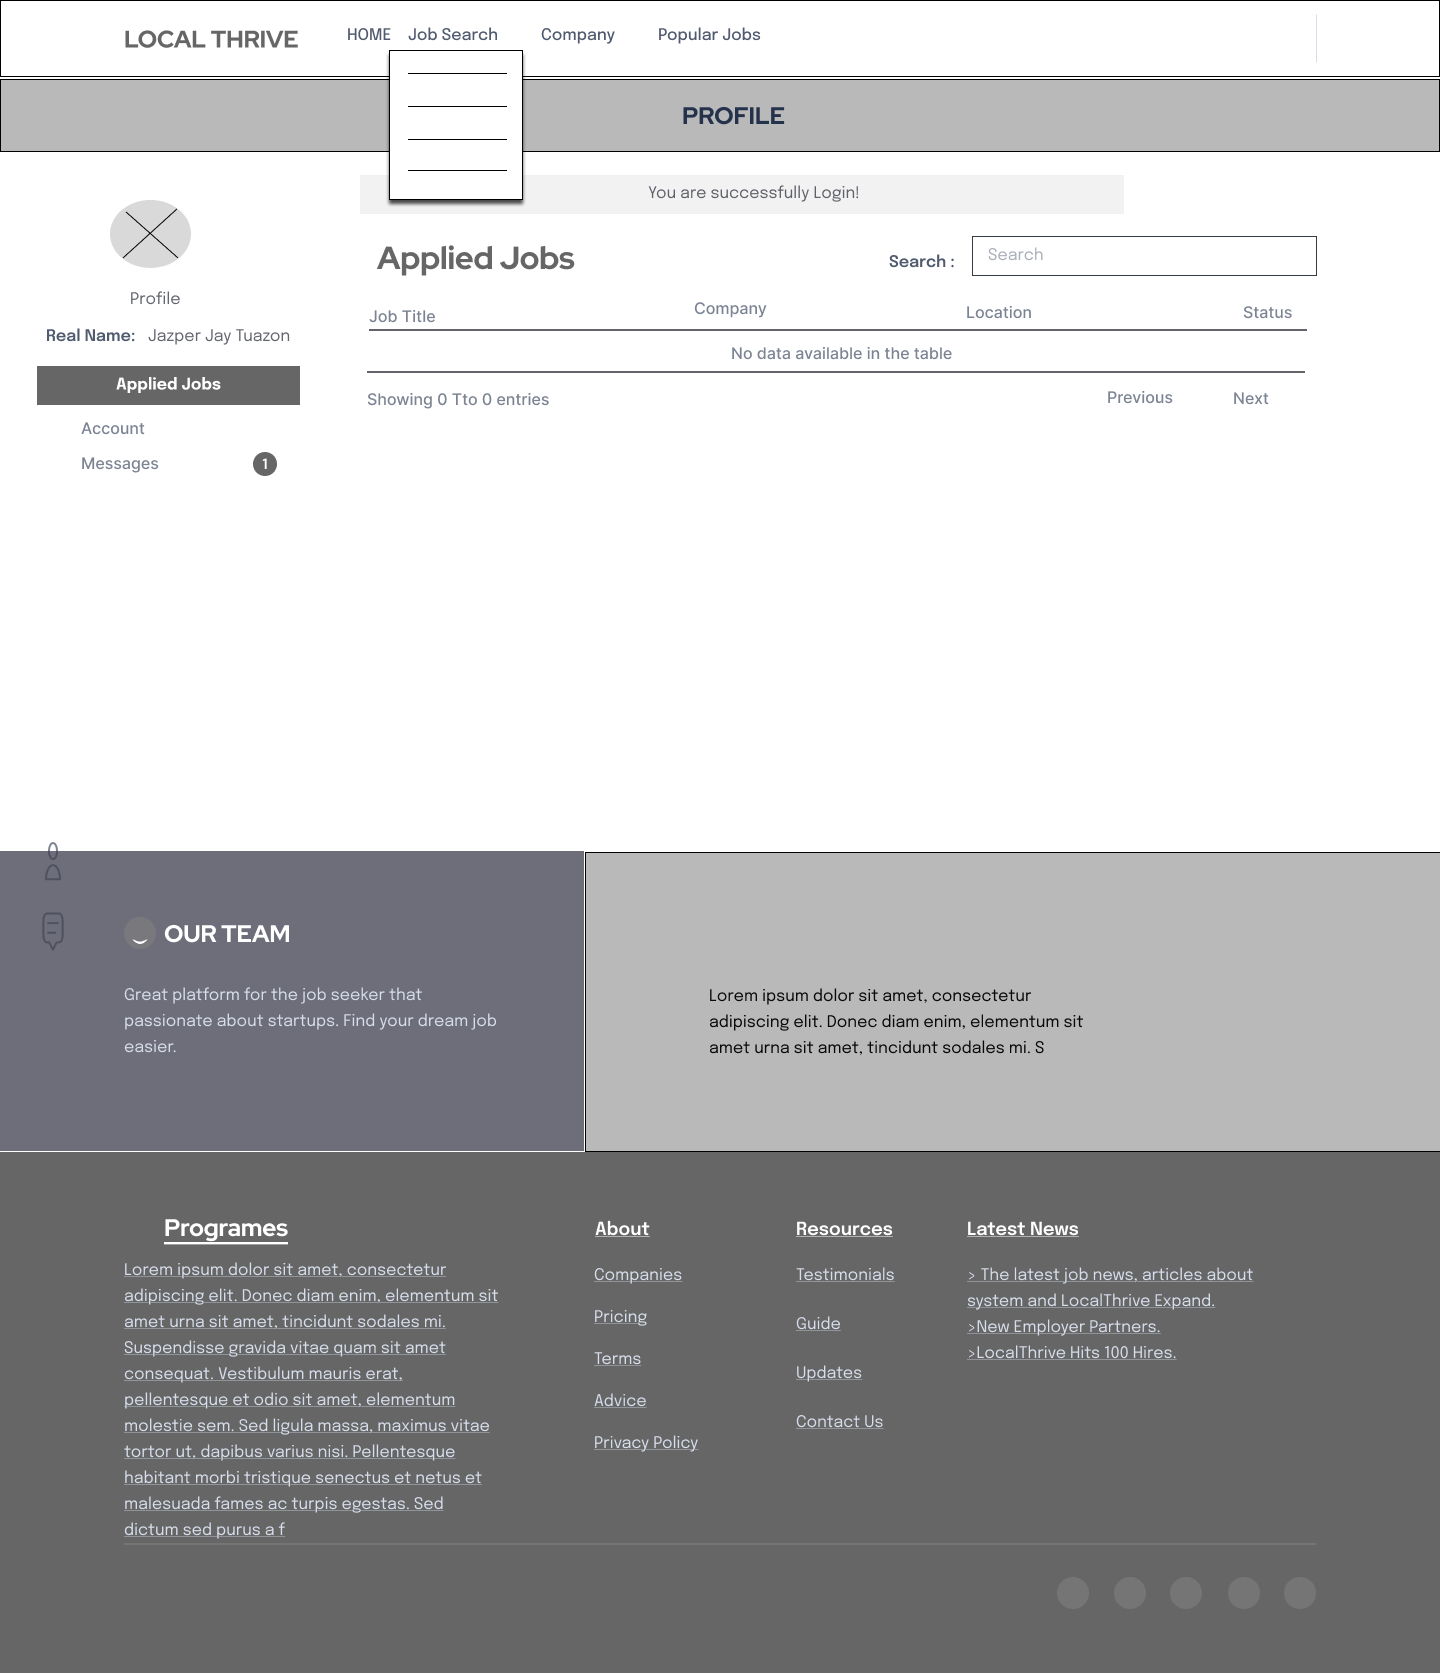 LOCAL THRIVE
HOME Job Search Company Popular Jobs
PROFILE
You are successfully Login!
Profile
Real Name: Jazper Jay Tuazon
Applied Jobs
Account
Messages 1
Applied Jobs
Search : Search
Job Title Company Location Status
No data available in the table
Showing 0 Tto 0 entries Previous Next
OUR TEAM
Great platform for the job seeker that
passionate about startups. Find your dream job
easier.
Lorem ipsum dolor sit amet, consectetur
adipiscing elit. Donec diam enim, elementum sit
amet urna sit amet, tincidunt sodales mi. S
Programes
Lorem ipsum dolor sit amet, consectetur
adipiscing elit. Donec diam enim, elementum sit
amet urna sit amet, tincidunt sodales mi.
Suspendisse gravida vitae quam sit amet
consequat. Vestibulum mauris erat,
pellentesque et odio sit amet, elementum
molestie sem. Sed ligula massa, maximus vitae
tortor ut, dapibus varius nisi. Pellentesque
habitant morbi tristique senectus et netus et
malesuada fames ac turpis egestas. Sed
dictum sed purus a f
About
Companies
Pricing
Terms
Advice
Privacy Policy
Resources
Testimonials
Guide
Updates
Contact Us
Latest News
> The latest job news, articles about
system and LocalThrive Expand.
>New Employer Partners.
>LocalThrive Hits 100 Hires.